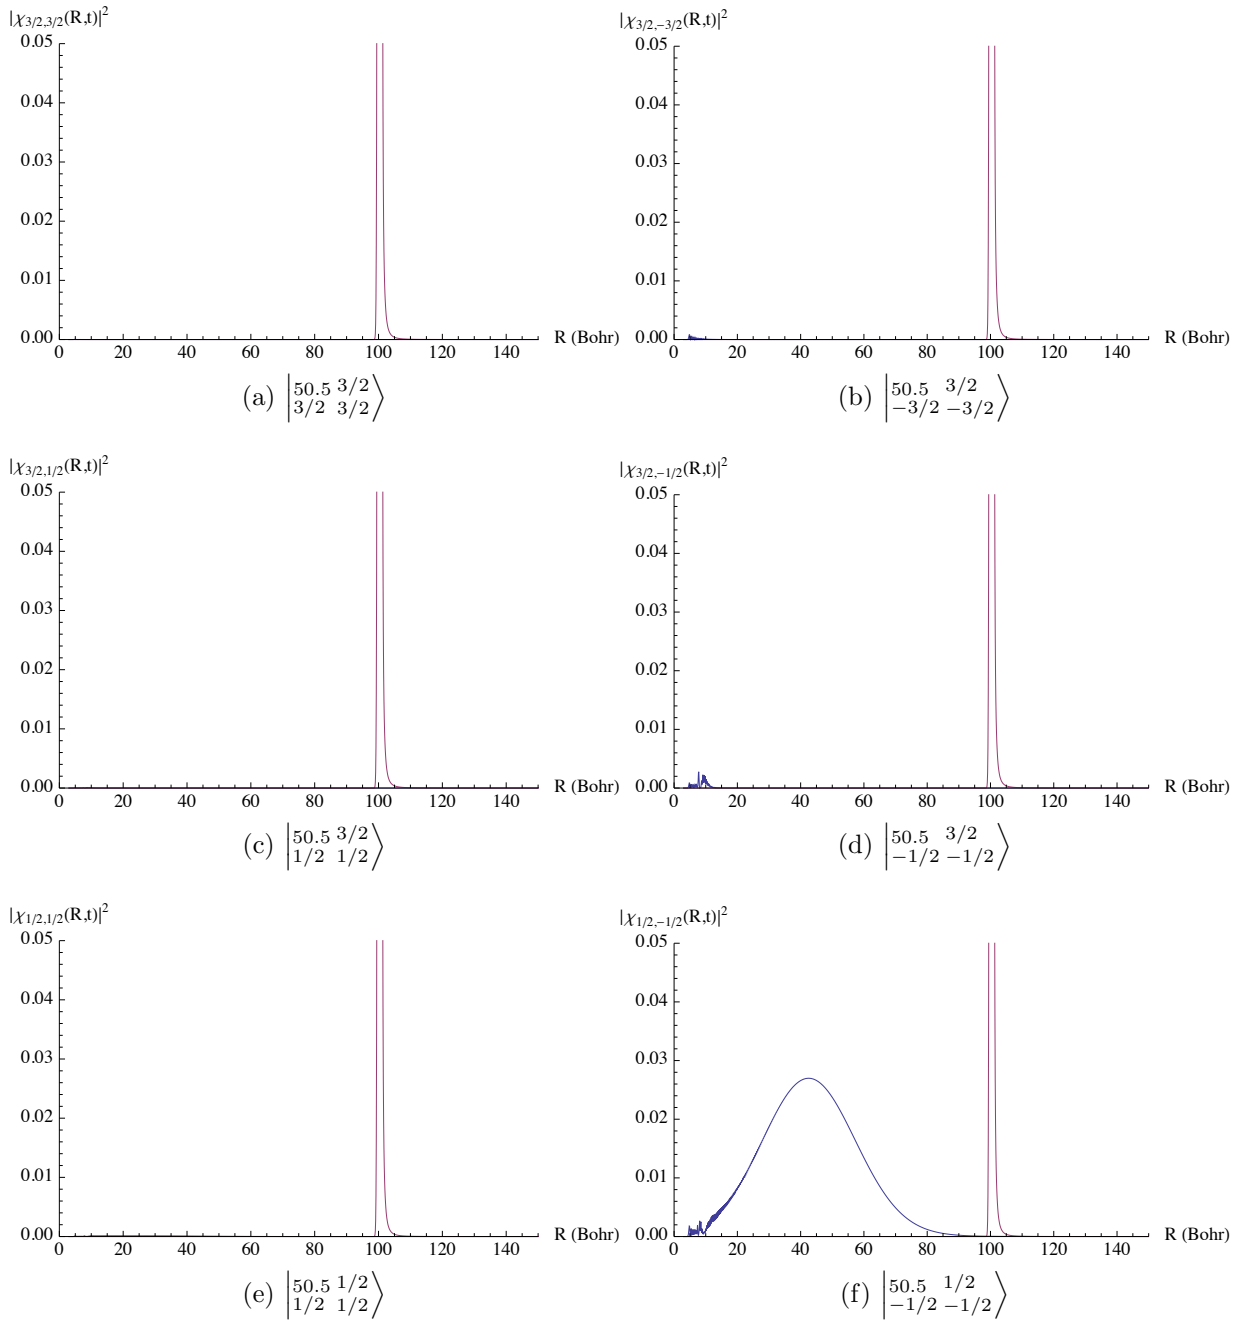 |χ3/2,3/2(R,t)|²
0.05
0.04
0.03
0.02
0.01
0.00
0 20 40 60 80 100 120 140 R (Bohr)
(a) |50.5 3/2
3/2 3/2⟩
|χ3/2,−3/2(R,t)|²
0.05
0.04
0.03
0.02
0.01
0.00
0 20 40 60 80 100 120 140 R (Bohr)
(b) |50.5 3/2
−3/2 −3/2⟩
|χ3/2,1/2(R,t)|²
0.05
0.04
0.03
0.02
0.01
0.00
0 20 40 60 80 100 120 140 R (Bohr)
(c) |50.5 3/2
1/2 1/2⟩
|χ3/2,−1/2(R,t)|²
0.05
0.04
0.03
0.02
0.01
0.00
0 20 40 60 80 100 120 140 R (Bohr)
(d) |50.5 3/2
−1/2 −1/2⟩
|χ1/2,1/2(R,t)|²
0.05
0.04
0.03
0.02
0.01
0.00
0 20 40 60 80 100 120 140 R (Bohr)
(e) |50.5 1/2
1/2 1/2⟩
|χ1/2,−1/2(R,t)|²
0.05
0.04
0.03
0.02
0.01
0.00
0 20 40 60 80 100 120 140 R (Bohr)
(f) |50.5 1/2
−1/2 −1/2⟩